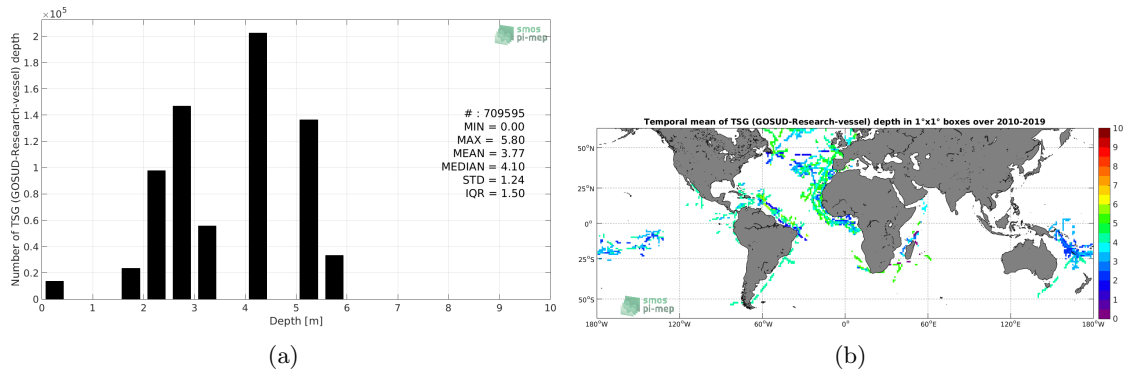 ×10⁵
2
1.8
1.6
1.4
1.2
1
0.8
0.6
0.4
0.2
0
Number of TSG (GOSUD-Research-vessel) depth
0 1 2 3 4 5 6 7 8 9 10
Depth [m]
smos
pi-mep
# : 709595
MIN = 0.00
MAX = 5.80
MEAN = 3.77
MEDIAN = 4.10
STD = 1.24
IQR = 1.50
(a)
Temporal mean of TSG (GOSUD-Research-vessel) depth in 1°x1° boxes over 2010-2019
50°N
25°N
0°
25°S
50°S
180°W 120°W 60°W 0° 60°E 120°E 180°W
smos
pi-mep
10
9
8
7
6
5
4
3
2
1
0
(b)